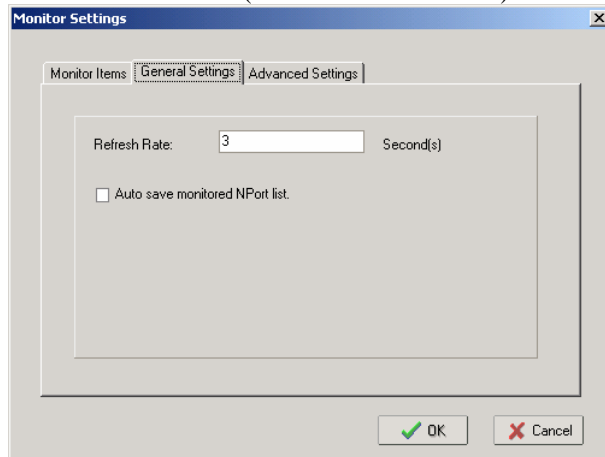 Monitor Settings
Monitor Items General Settings Advanced Settings
Refresh Rate: 3 Second(s)
Auto save monitored NPort list.
OK Cancel